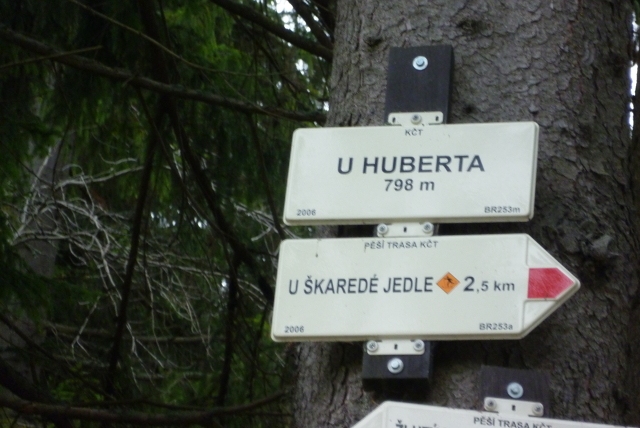 KČT
U HUBERTA
798 m
2006 BR253m
PĚŠÍ TRASA KČT
U ŠKAREDÉ JEDLE 2,5 km
2006 BR253a
PĚŠÍ TRASA KČT